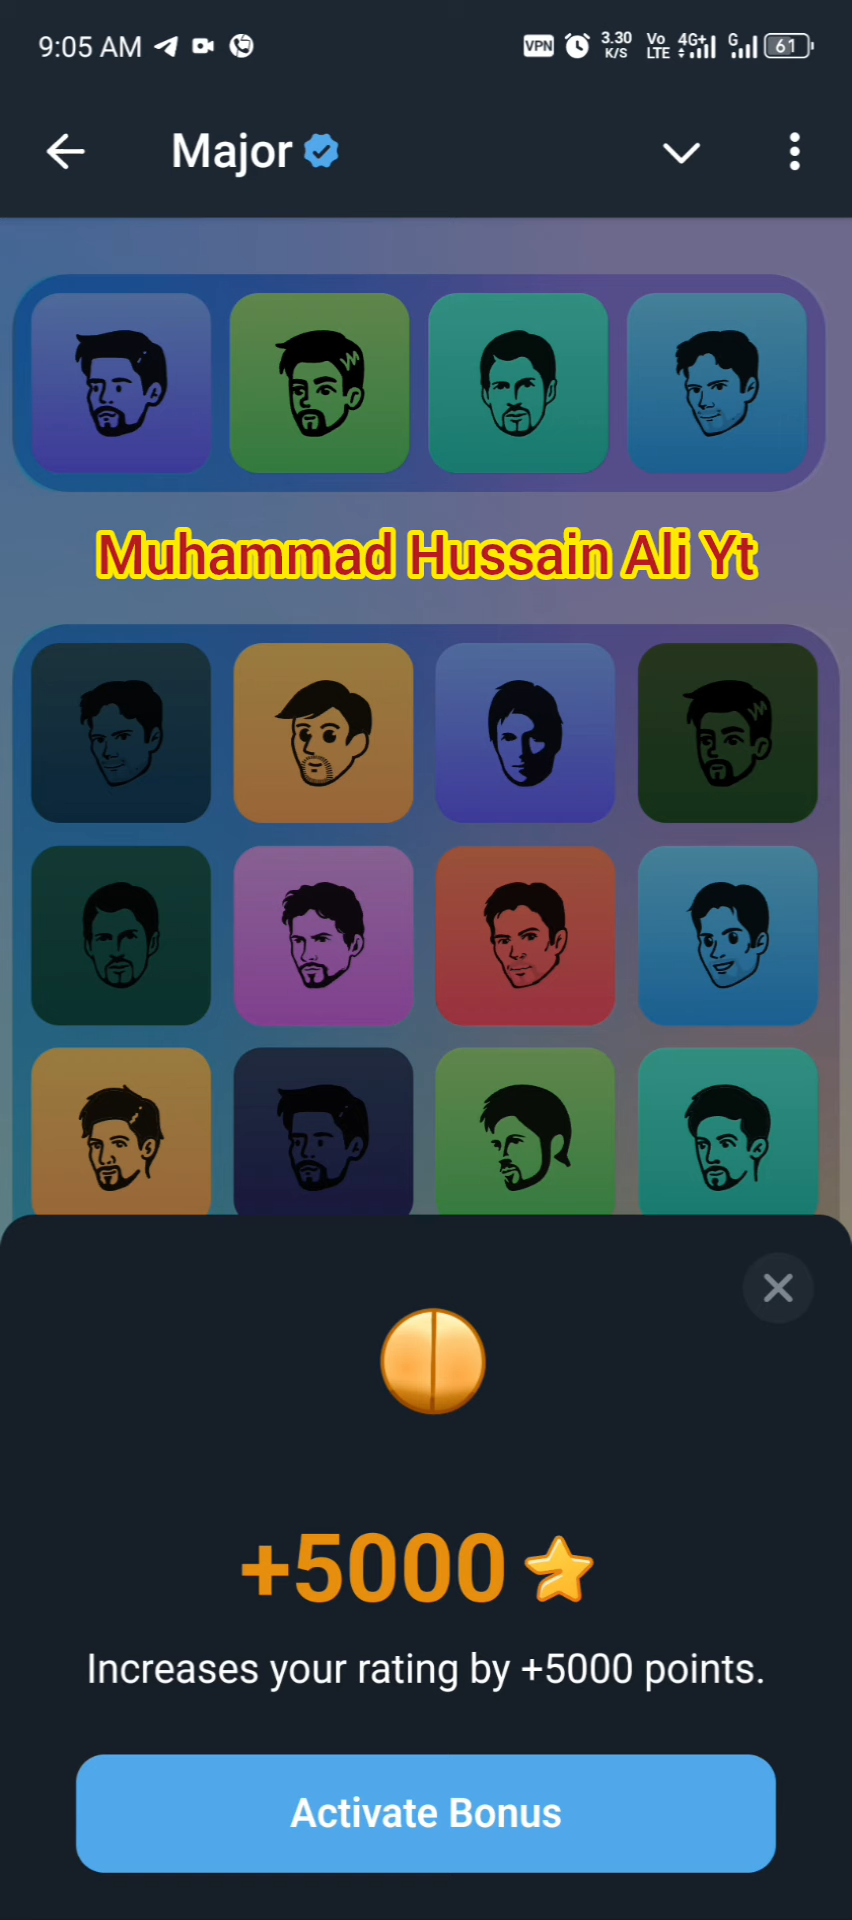 9:05 AM
VPN 3.30 K/S Vo LTE 4G+ G 61
Major
Muhammad Hussain Ali Yt
+5000
Increases your rating by +5000 points.
Activate Bonus